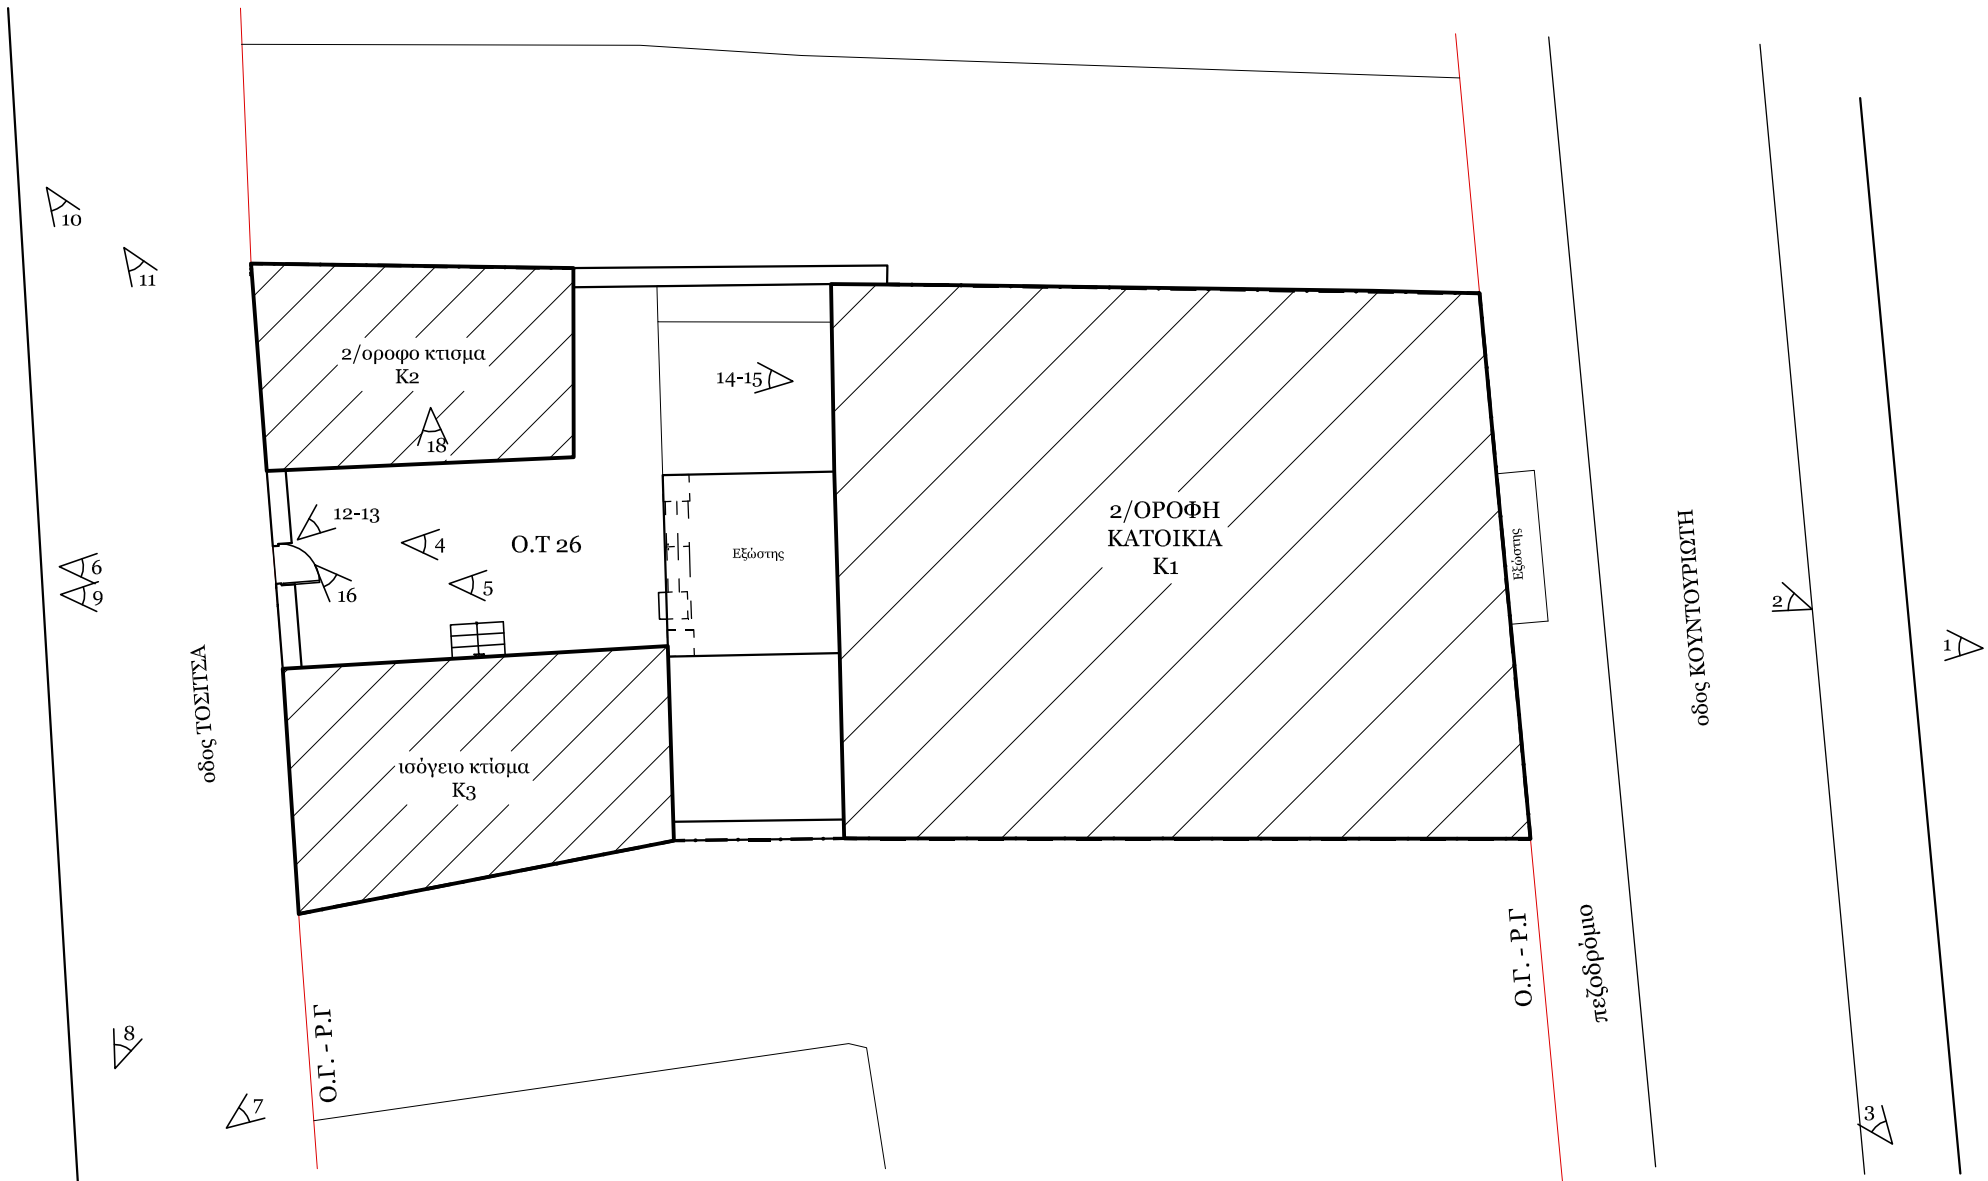 10
11
2/οροφο κτισμα
Κ2
14-15
18
12-13
4
Ο.Τ 26
5
16
6
9
Εξώστης
2/ΟΡΟΦΗ
ΚΑΤΟΙΚΙΑ
Κ1
Εξώστης
οδος ΚΟΥΝΤΟΥΡΙΩΤΗ
2
1
οδος ΤΟΣΙΤΣΑ
ισόγειο κτίσμα
Κ3
Ο.Γ. - Ρ.Γ
πεζοδρόμιο
Ο.Γ. - Ρ.Γ
8
7
3